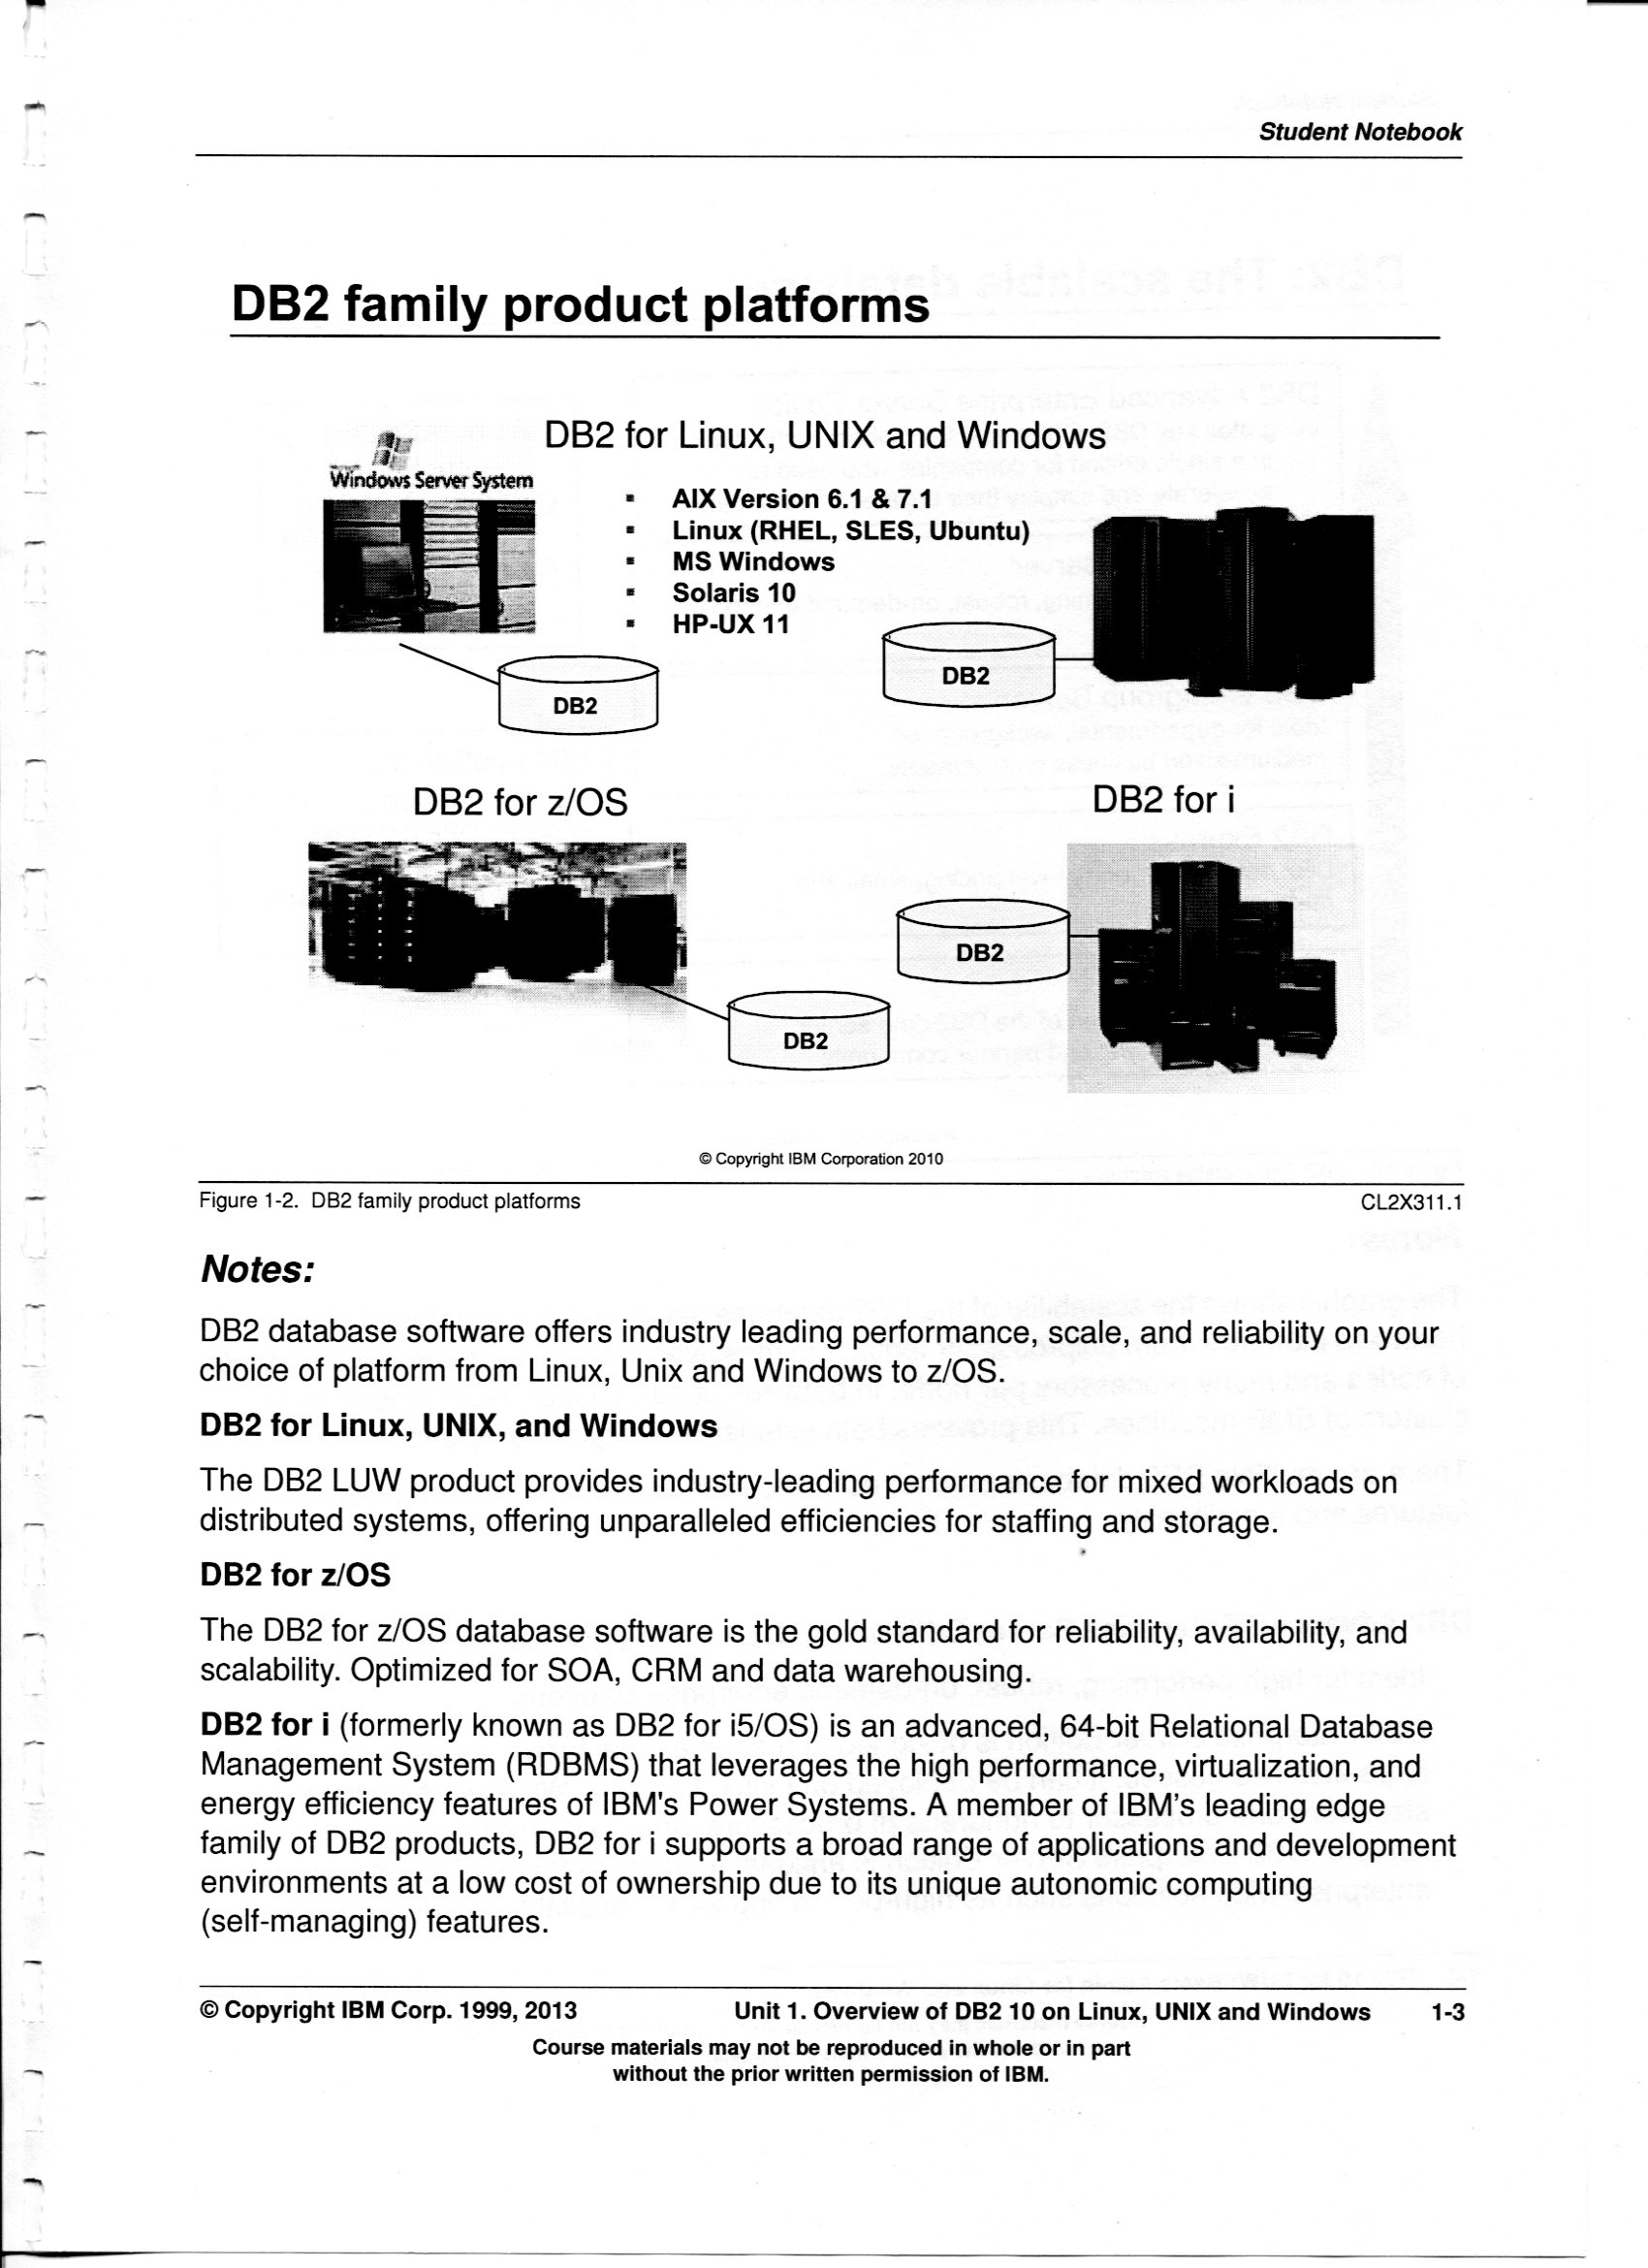 Student Notebook
DB2 family product platforms
DB2 for Linux, UNIX and Windows
Windows Server System
▪ AIX Version 6.1 & 7.1
▪ Linux (RHEL, SLES, Ubuntu)
▪ MS Windows
▪ Solaris 10
▪ HP-UX 11
DB2
DB2
DB2 for z/OS
DB2 for i
DB2
DB2
© Copyright IBM Corporation 2010
Figure 1-2. DB2 family product platforms CL2X311.1
Notes:
DB2 database software offers industry leading performance, scale, and reliability on your
choice of platform from Linux, Unix and Windows to z/OS.
DB2 for Linux, UNIX, and Windows
The DB2 LUW product provides industry-leading performance for mixed workloads on
distributed systems, offering unparalleled efficiencies for staffing and storage.
DB2 for z/OS
The DB2 for z/OS database software is the gold standard for reliability, availability, and
scalability. Optimized for SOA, CRM and data warehousing.
DB2 for i (formerly known as DB2 for i5/OS) is an advanced, 64-bit Relational Database
Management System (RDBMS) that leverages the high performance, virtualization, and
energy efficiency features of IBM's Power Systems. A member of IBM’s leading edge
family of DB2 products, DB2 for i supports a broad range of applications and development
environments at a low cost of ownership due to its unique autonomic computing
(self-managing) features.
© Copyright IBM Corp. 1999, 2013 Unit 1. Overview of DB2 10 on Linux, UNIX and Windows 1-3
Course materials may not be reproduced in whole or in part
without the prior written permission of IBM.